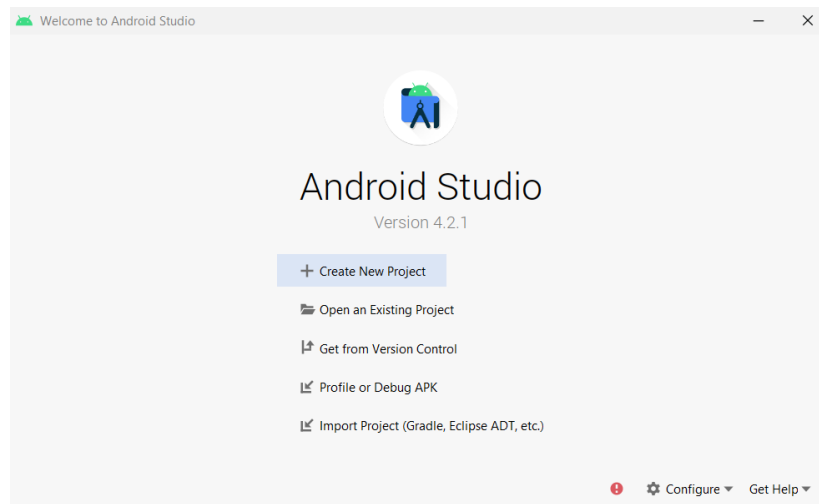 Welcome to Android Studio
Android Studio
Version 4.2.1
Create New Project
Open an Existing Project
Get from Version Control
Profile or Debug APK
Import Project (Gradle, Eclipse ADT, etc.)
Configure Get Help